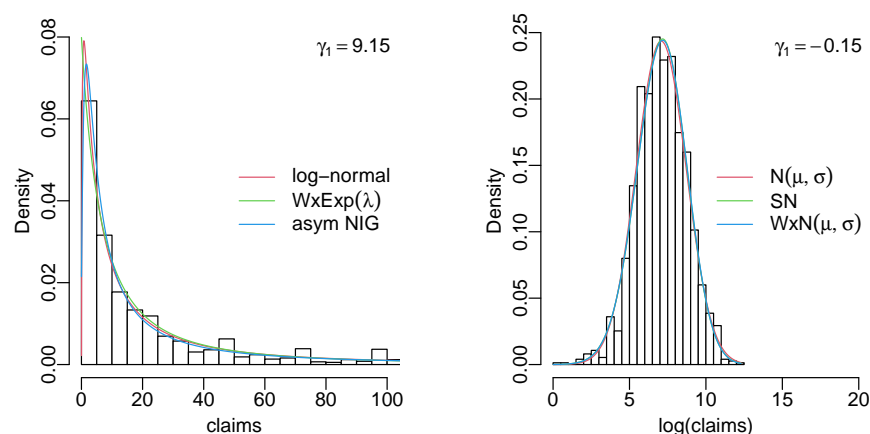 γ₁ = 9.15
Density
0.00 0.02 0.04 0.06 0.08
log−normal
WxExp(λ)
asym NIG
0 20 40 60 80 100
claims
γ₁ = −0.15
Density
0.00 0.05 0.10 0.15 0.20 0.25
N(μ, σ)
SN
WxN(μ, σ)
0 5 10 15 20
log(claims)